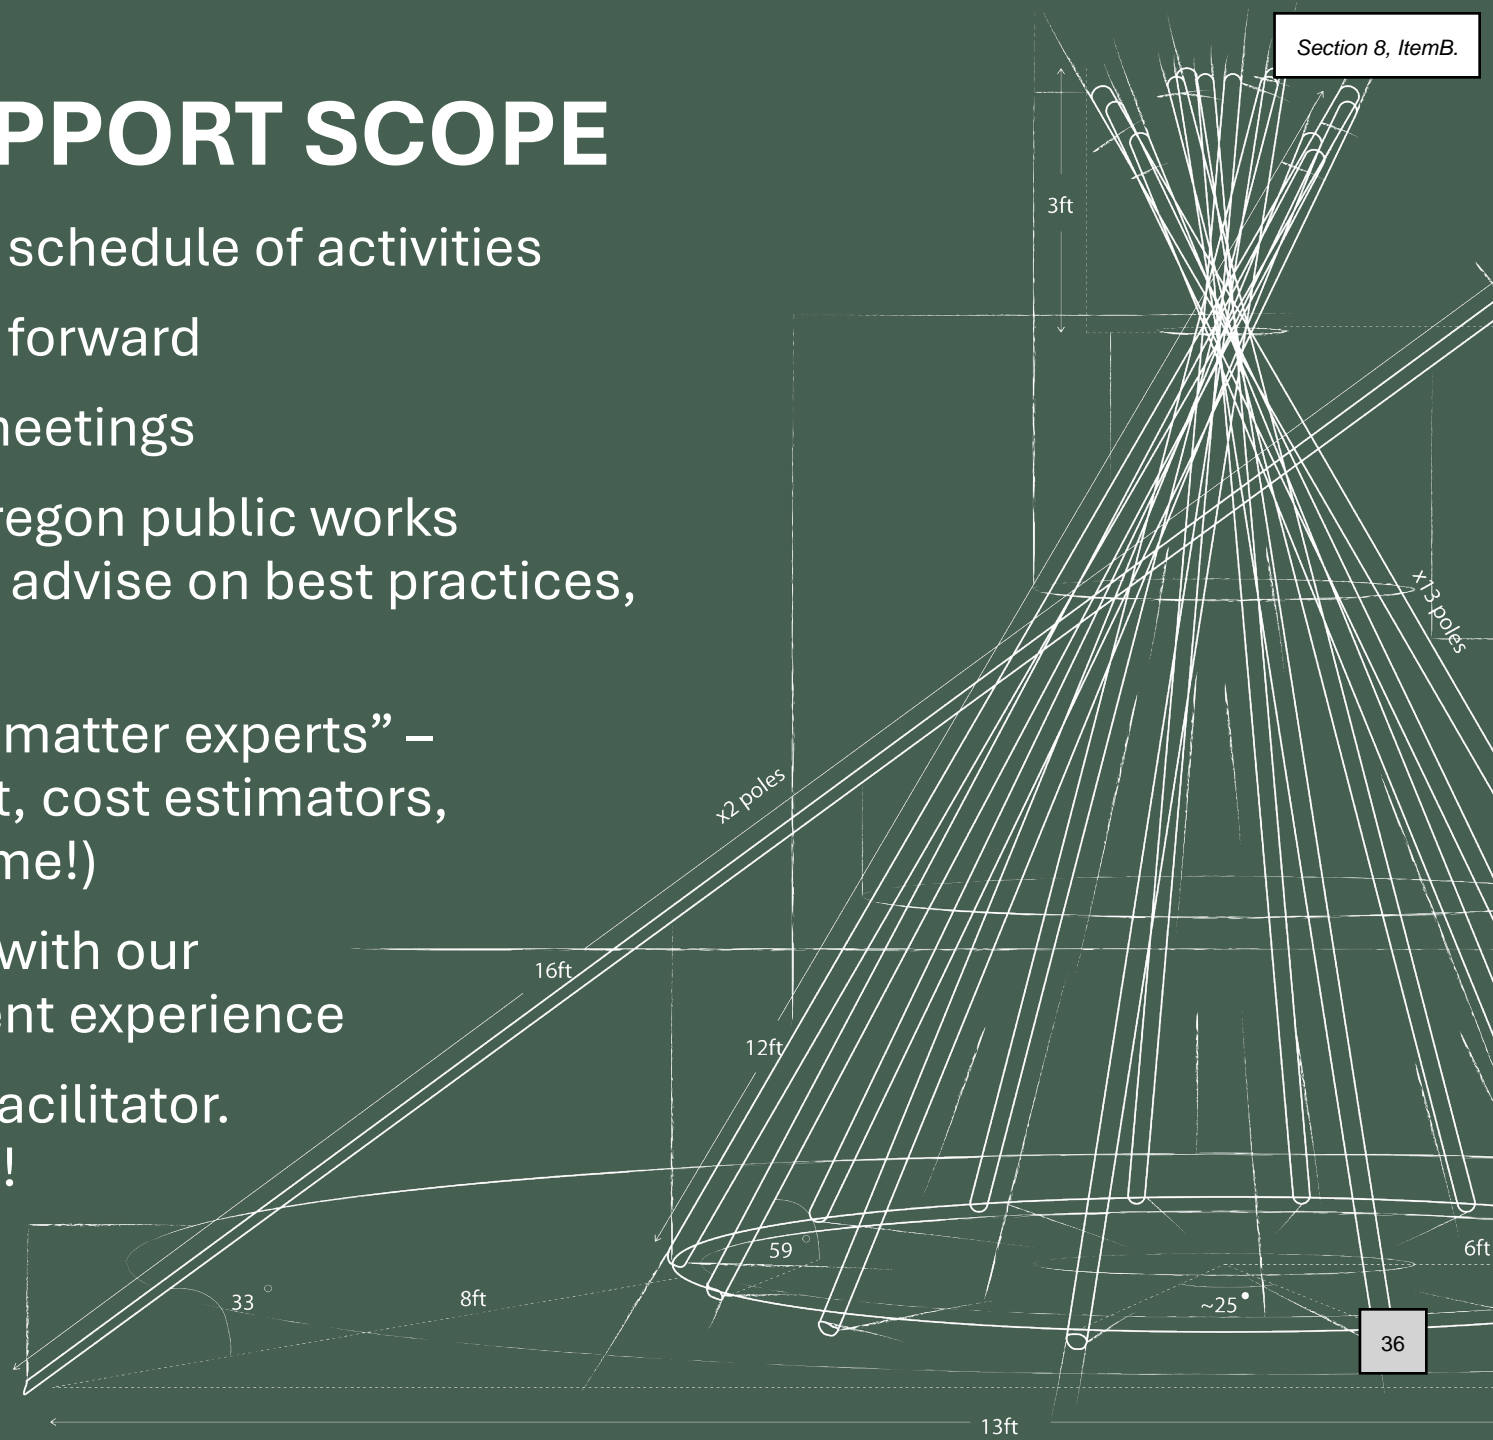 Section 8, ItemB.
PPORT SCOPE
schedule of activities
forward
neetings
regon public works
advise on best practices,
matter experts” –
t, cost estimators,
me!)
with our
ent experience
acilitator.
!
3ft
x13 poles
x2 poles
16ft
12ft
59°
6ft
33°
8ft
~25°
36
13ft